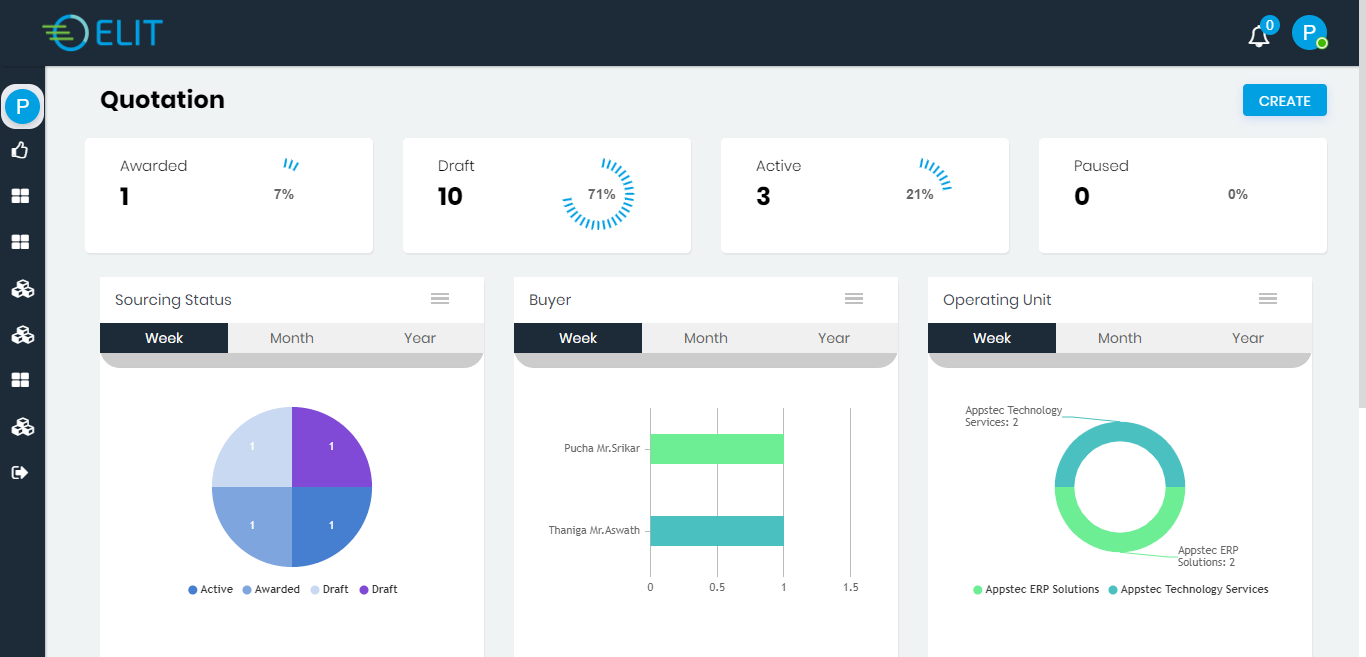 ELIT
0
P
P
Quotation
CREATE
Awarded
1
7%
Draft
10
71%
Active
3
21%
Paused
0
0%
Sourcing Status
Week Month Year
1 1
1 1
Active Awarded Draft Draft
Buyer
Week Month Year
Pucha Mr.Srikar
Thaniga Mr.Aswath
0 0.5 1 1.5
Operating Unit
Week Month Year
Appstec Technology
Services: 2
Appstec ERP
Solutions: 2
Appstec ERP Solutions Appstec Technology Services